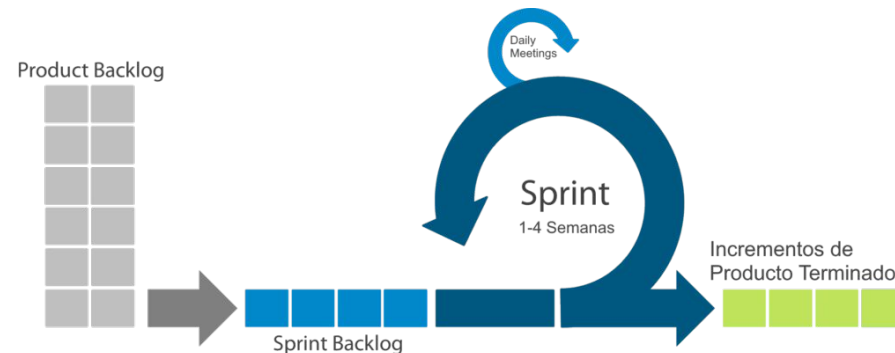 Daily
Meetings
Product Backlog
Sprint
1-4 Semanas
Incrementos de
Producto Terminado
Sprint Backlog